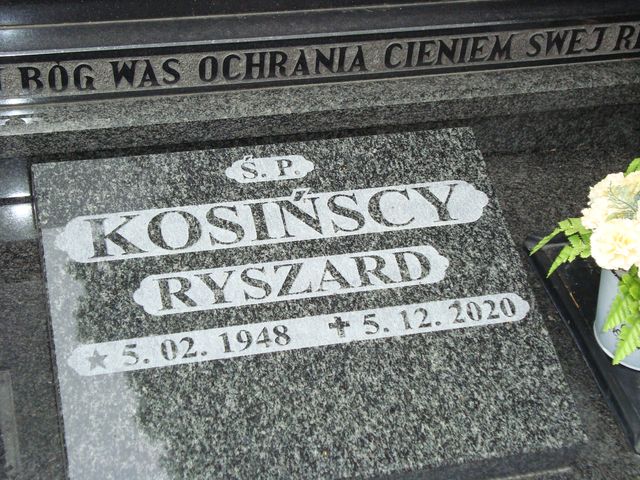 BÓG WAS OCHRANIA CIENIEM SWEJ
Ś. P.
KOSIŃSCY
RYSZARD
★ 5. 02. 1948 ✝ 5. 12. 2020